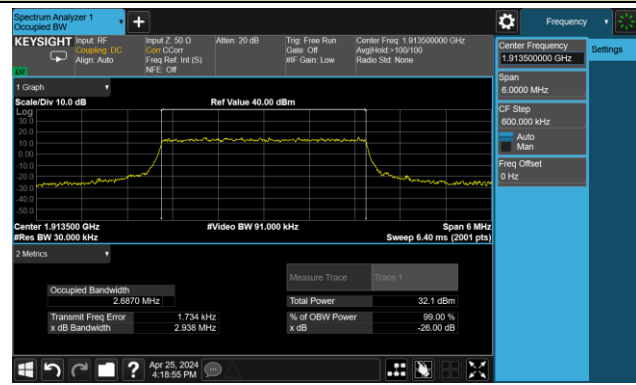 Spectrum Analyzer 1
Occupied BW
Frequency
KEYSIGHT
Input: RF
Coupling: DC
Align: Auto
Input Z: 50 Ω
Corr CCorr
Freq Ref: Int (S)
NFE: Off
Atten: 20 dB
Trig: Free Run
Gate: Off
#IF Gain: Low
Center Freq: 1.913500000 GHz
Avg|Hold:>100/100
Radio Std: None
Center Frequency
1.913500000 GHz
Settings
Span
6.0000 MHz
CF Step
600.000 kHz
Auto
Man
Freq Offset
0 Hz
1 Graph
Scale/Div 10.0 dB
Ref Value 40.00 dBm
Log
30.0
20.0
10.0
0.00
-10.0
-20.0
-30.0
-40.0
-50.0
Center 1.913500 GHz
#Video BW 91.000 kHz
Span 6 MHz
#Res BW 30.000 kHz
Sweep 6.40 ms (2001 pts)
2 Metrics
Measure Trace
Trace 1
Occupied Bandwidth
2.6870 MHz
Total Power
32.1 dBm
Transmit Freq Error
1.734 kHz
% of OBW Power
99.00 %
x dB Bandwidth
2.938 MHz
x dB
-26.00 dB
Apr 25, 2024
4:18:55 PM